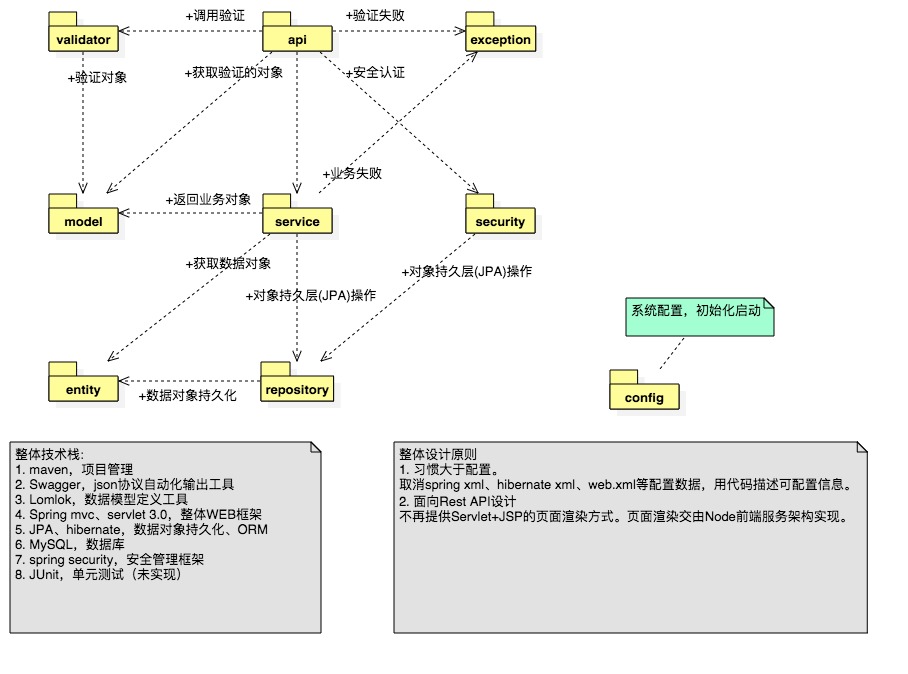 +调用验证
+验证失败
validator
api
exception
+验证对象
+获取验证的对象
+安全认证
+业务失败
+返回业务对象
model
service
security
+获取数据对象
+对象持久层(JPA)操作
+对象持久层(JPA)操作
系统配置，初始化启动
entity
repository
+数据对象持久化
config
整体技术栈:
1. maven，项目管理
2. Swagger，json协议自动化输出工具
3. Lomlok，数据模型定义工具
4. Spring mvc、servlet 3.0，整体WEB框架
5. JPA、hibernate，数据对象持久化、ORM
6. MySQL，数据库
7. spring security，安全管理框架
8. JUnit，单元测试（未实现）
整体设计原则
1. 习惯大于配置。
取消spring xml、hibernate xml、web.xml等配置数据，用代码描述可配置信息。
2. 面向Rest API设计
不再提供Servlet+JSP的页面渲染方式。页面渲染交由Node前端服务架构实现。